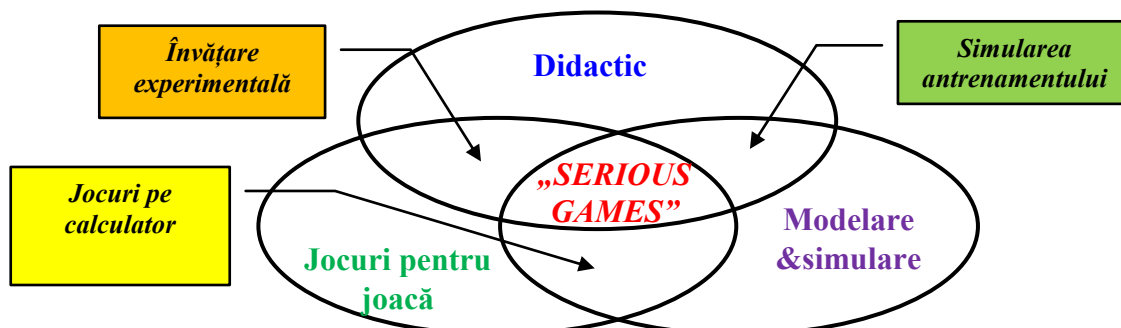 Învățare
experimentală
Didactic
Simularea
antrenamentului
Jocuri pe
calculator
„SERIOUS
GAMES”
Modelare
&simulare
Jocuri pentru
joacă